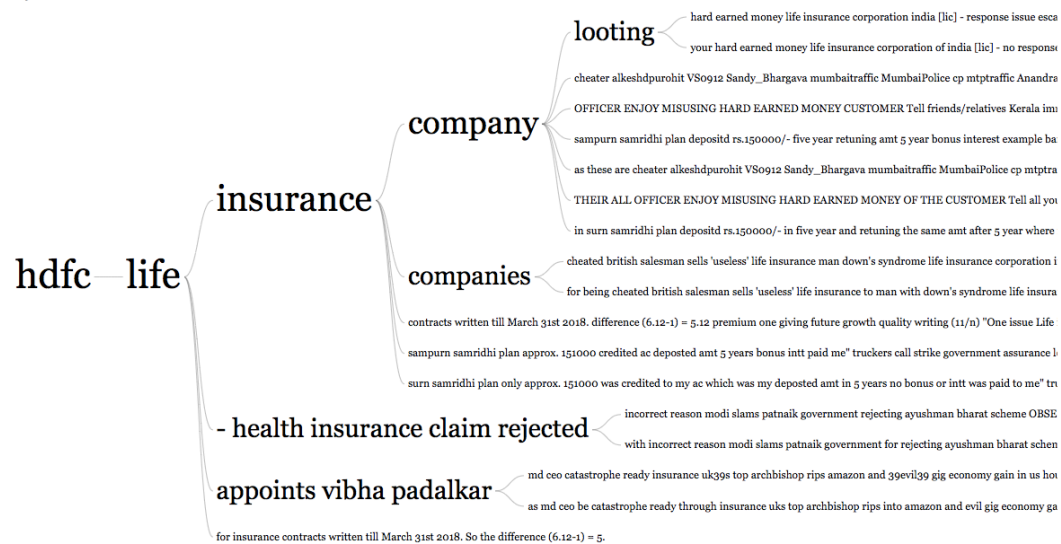 looting
hard earned money life insurance corporation india [lic] - response issue esca
your hard earned money life insurance corporation of india [lic] - no response
cheater alkeshdpurohit VS0912 Sandy_Bhargava mumbaitraffic MumbaiPolice cp mtptraffic Anandra
company
OFFICER ENJOY MISUSING HARD EARNED MONEY CUSTOMER Tell friends/relatives Kerala im
sampurn samridhi plan depositd rs.150000/- five year retuning amt 5 year bonus interest example ba
as these are cheater alkeshdpurohit VS0912 Sandy_Bhargava mumbaitraffic MumbaiPolice cp mtptra
insurance
THEIR ALL OFFICER ENJOY MISUSING HARD EARNED MONEY OF THE CUSTOMER Tell all you
in surn samridhi plan depositd rs.150000/- in five year and retuning the same amt after 5 year where
hdfc life
companies
cheated british salesman sells 'useless' life insurance man down's syndrome life insurance corporation i
for being cheated british salesman sells 'useless' life insurance to man with down's syndrome life insura
contracts written till March 31st 2018. difference (6.12-1) = 5.12 premium one giving future growth quality writing (11/n) "One issue Life
sampurn samridhi plan approx. 151000 credited ac deposted amt 5 years bonus intt paid me" truckers call strike government assurance l
surn samridhi plan only approx. 151000 was credited to my ac which was my deposted amt in 5 years no bonus or intt was paid to me" tru
- health insurance claim rejected
incorrect reason modi slams patnaik government rejecting ayushman bharat scheme OBSE
with incorrect reason modi slams patnaik government for rejecting ayushman bharat schem
appoints vibha padalkar
md ceo catastrophe ready insurance uk39s top archbishop rips amazon and 39evil39 gig economy gain in us hou
as md ceo be catastrophe ready through insurance uks top archbishop rips into amazon and evil gig economy ga
for insurance contracts written till March 31st 2018. So the difference (6.12-1) = 5.